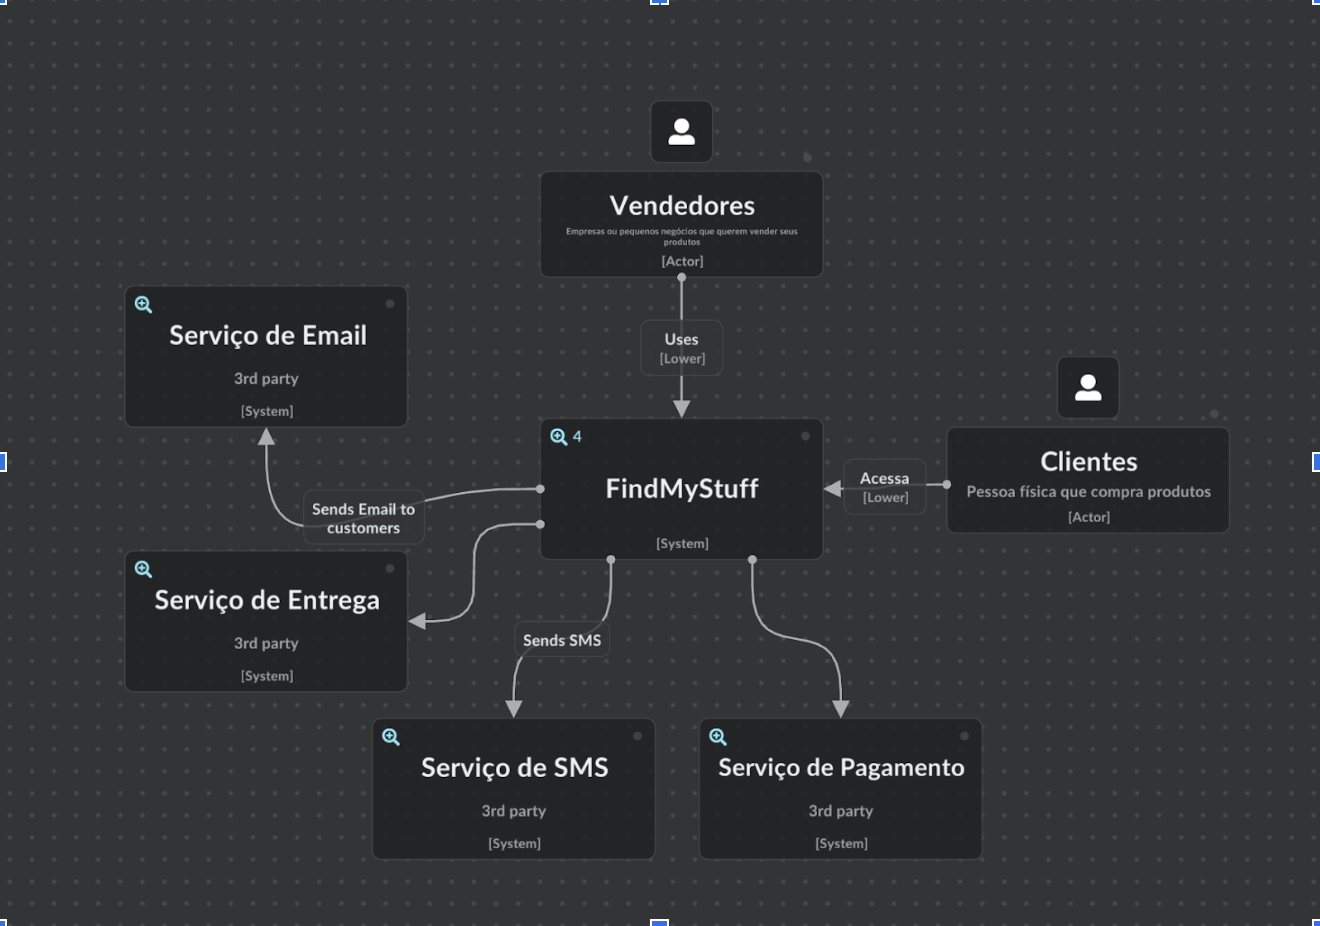 Vendedores
Empresas ou pequenos negócios que querem vender seus
produtos
[Actor]
Serviço de Email
3rd party
[System]
Uses
[Lower]
4
FindMyStuff
[System]
Acessa
[Lower]
Clientes
Pessoa física que compra produtos
[Actor]
Sends Email to
customers
Serviço de Entrega
3rd party
[System]
Sends SMS
Serviço de SMS
3rd party
[System]
Serviço de Pagamento
3rd party
[System]